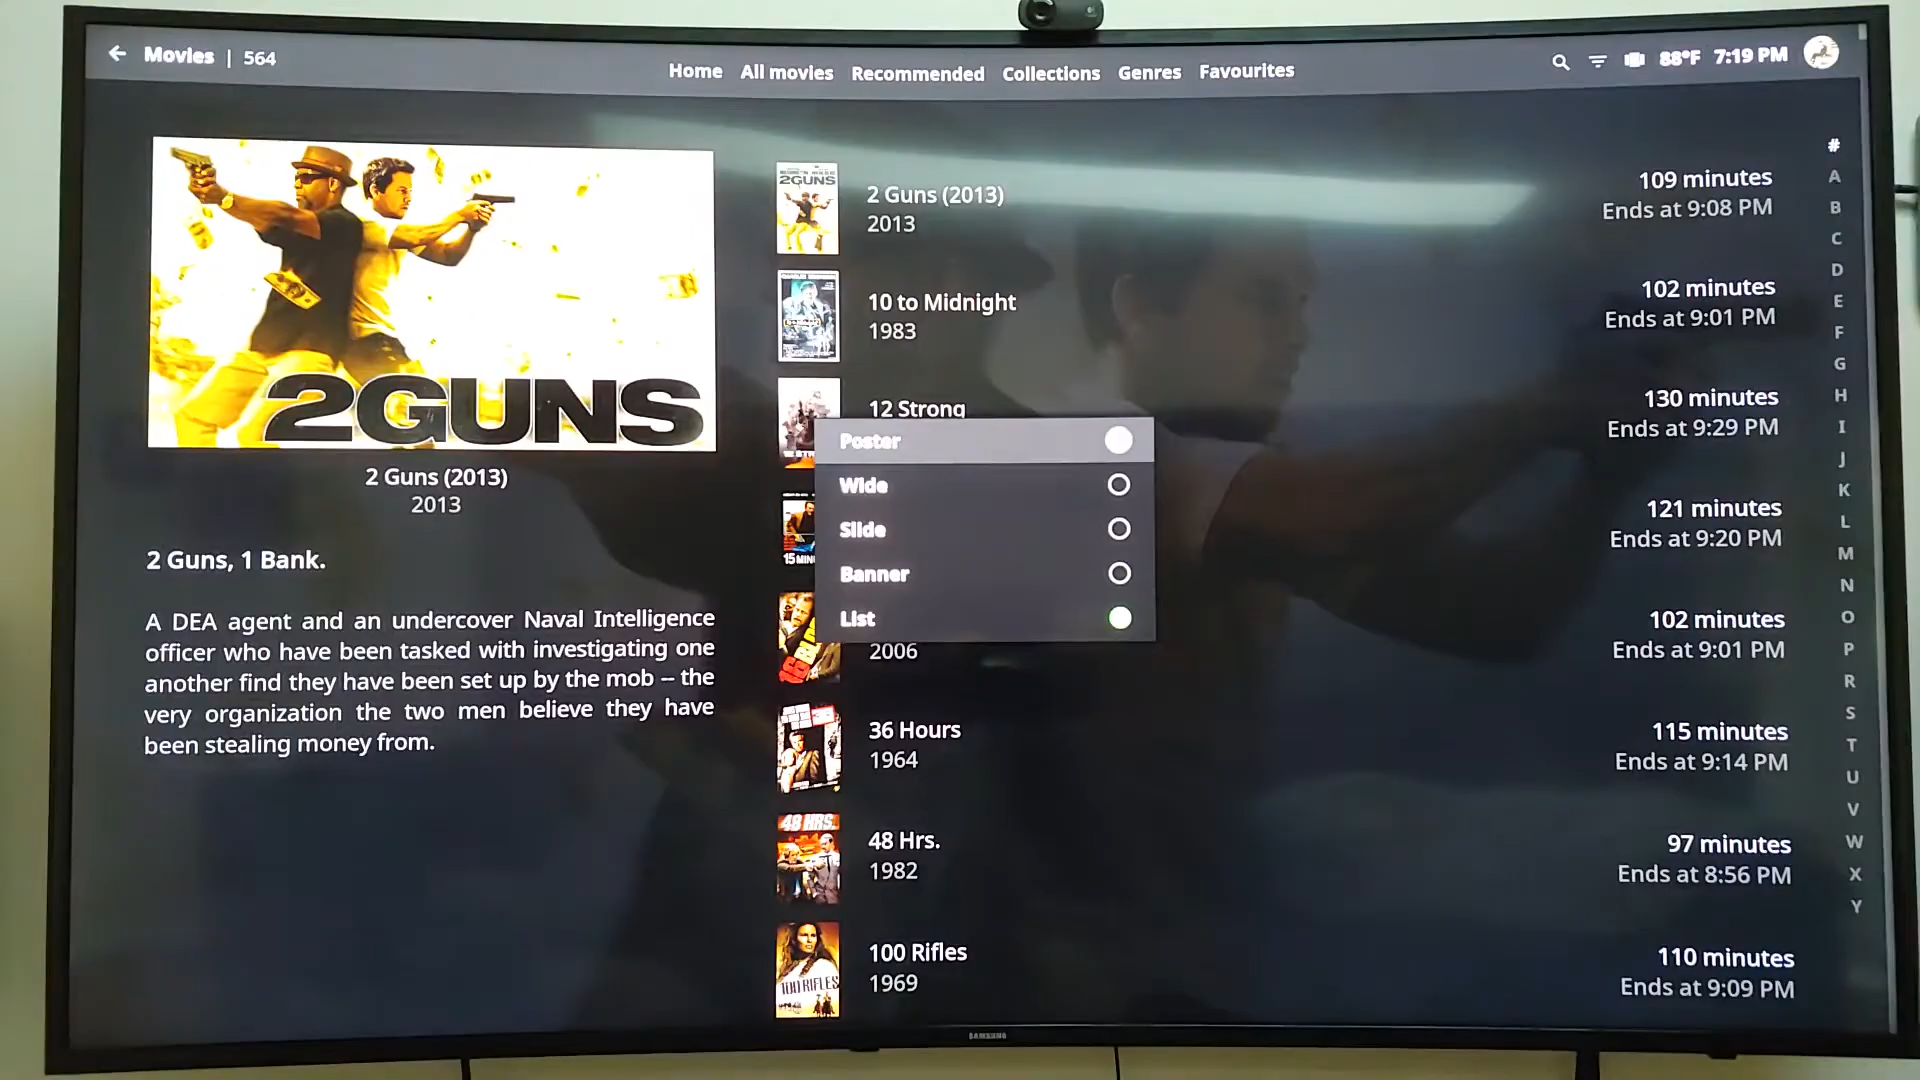 Movies | 564
Home All movies Recommended Collections Genres Favourites
88°F 7:19 PM
2GUNS
2 Guns (2013)
2013
2 Guns, 1 Bank.
A DEA agent and an undercover Naval Intelligence
officer who have been tasked with investigating one
another find they have been set up by the mob – the
very organization the two men believe they have
been stealing money from.
2GUNS
2 Guns (2013)
2013
109 minutes
Ends at 9:08 PM
10 to Midnight
1983
102 minutes
Ends at 9:01 PM
12 Strong
130 minutes
Ends at 9:29 PM
Poster
Wide
Slide
Banner
List
15 MIN
121 minutes
Ends at 9:20 PM
2006
102 minutes
Ends at 9:01 PM
36 Hours
1964
115 minutes
Ends at 9:14 PM
48 HRS.
48 Hrs.
1982
97 minutes
Ends at 8:56 PM
100 RIFLES
100 Rifles
1969
110 minutes
Ends at 9:09 PM
#
A
B
C
D
E
F
G
H
I
J
K
L
M
N
O
P
R
S
T
U
V
W
X
Y
SAMSUNG